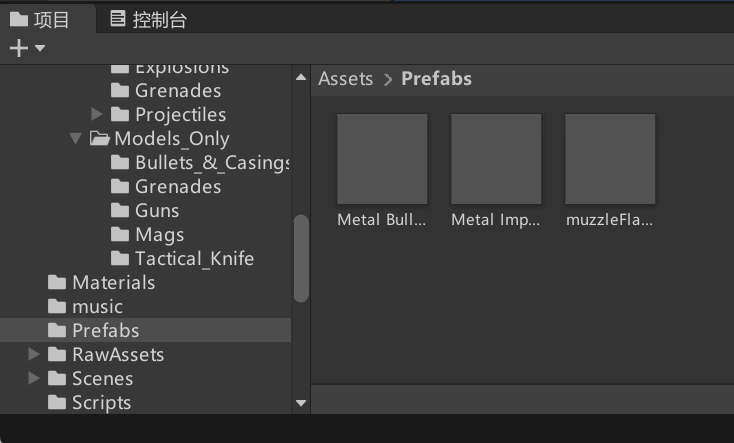 项目
控制台
Explosions
Grenades
Projectiles
Models_Only
Bullets_&_Casings
Grenades
Guns
Mags
Tactical_Knife
Materials
music
Prefabs
RawAssets
Scenes
Scripts
Assets > Prefabs
Metal Bull...
Metal Imp...
muzzleFla...